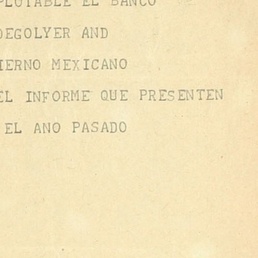 PLOTABLE EL BANCO
DEGOLYER AND
IERNO MEXICANO
EL INFORME QUE PRESENTEN
EL ANO PASADO